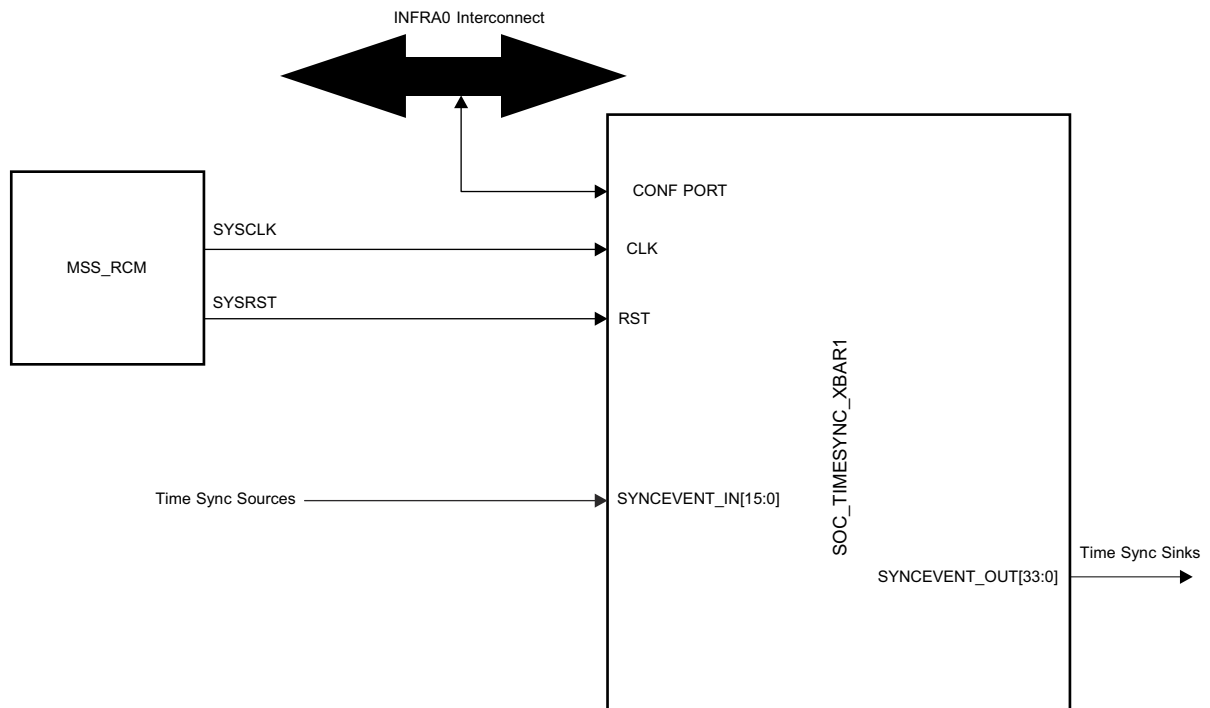 INFRA0 Interconnect
CONF PORT
SYSCLK
CLK
MSS_RCM
SYSRST
RST
SOC_TIMESYNC_XBAR1
Time Sync Sources
SYNCEVENT_IN[15:0]
Time Sync Sinks
SYNCEVENT_OUT[33:0]